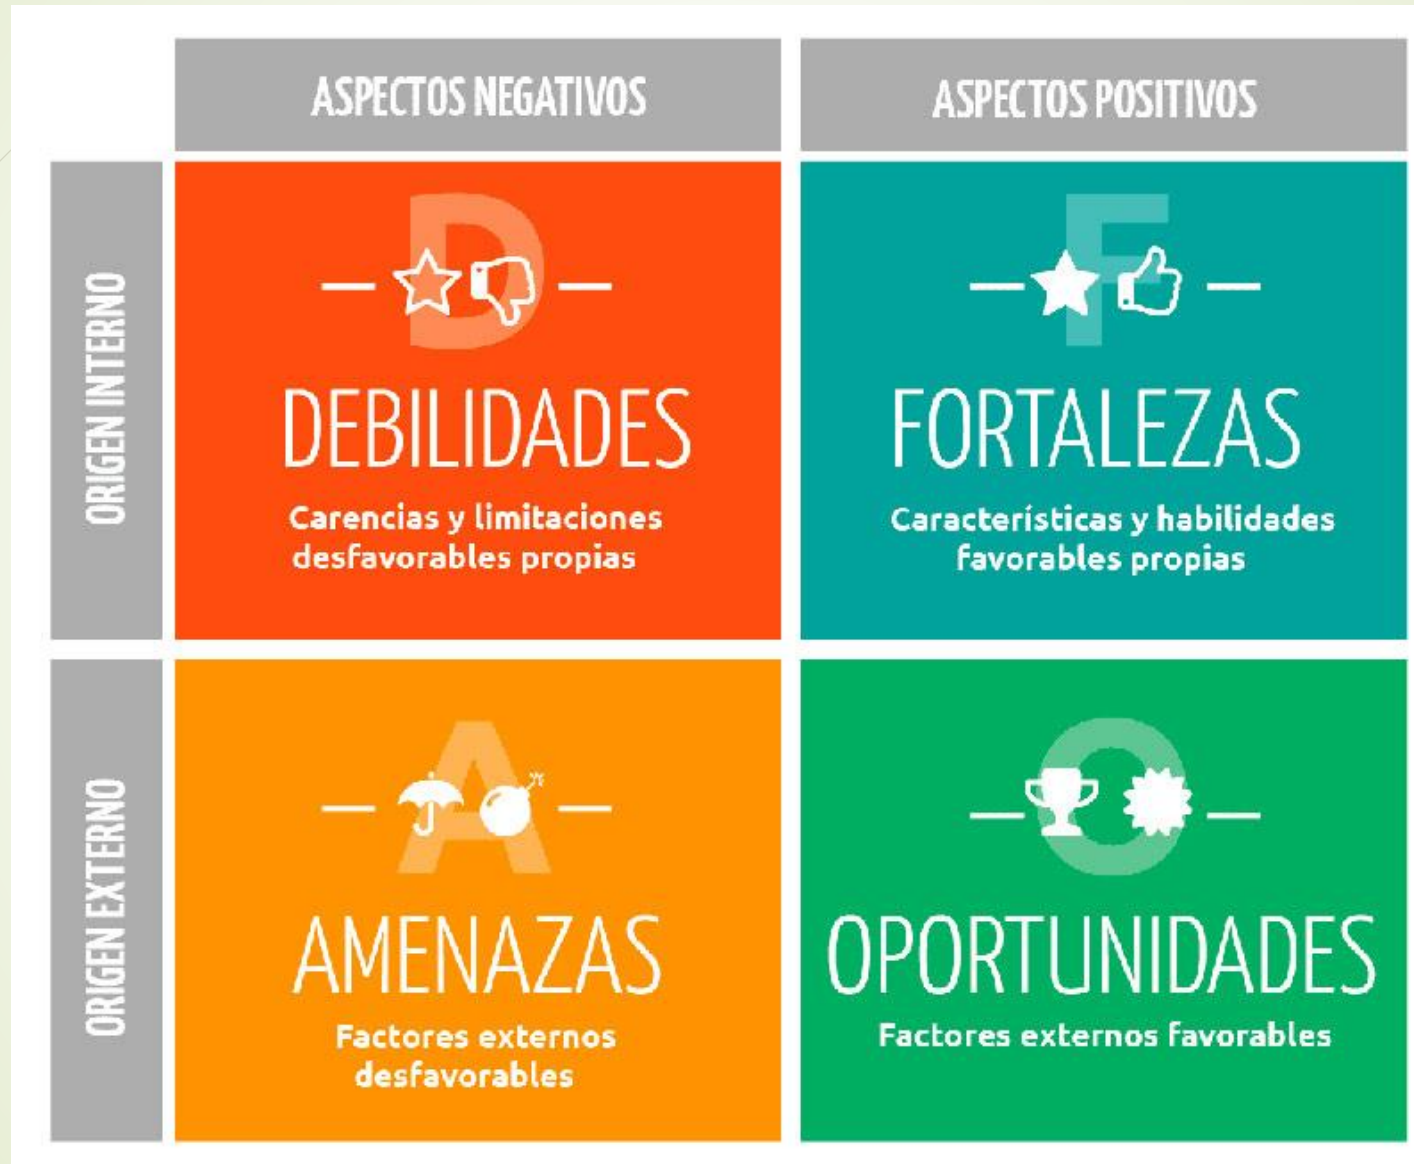 ASPECTOS NEGATIVOS
ASPECTOS POSITIVOS
ORIGEN INTERNO
D
DEBILIDADES
Carencias y limitaciones
desfavorables propias
F
FORTALEZAS
Características y habilidades
favorables propias
ORIGEN EXTERNO
A
AMENAZAS
Factores externos
desfavorables
O
OPORTUNIDADES
Factores externos favorables